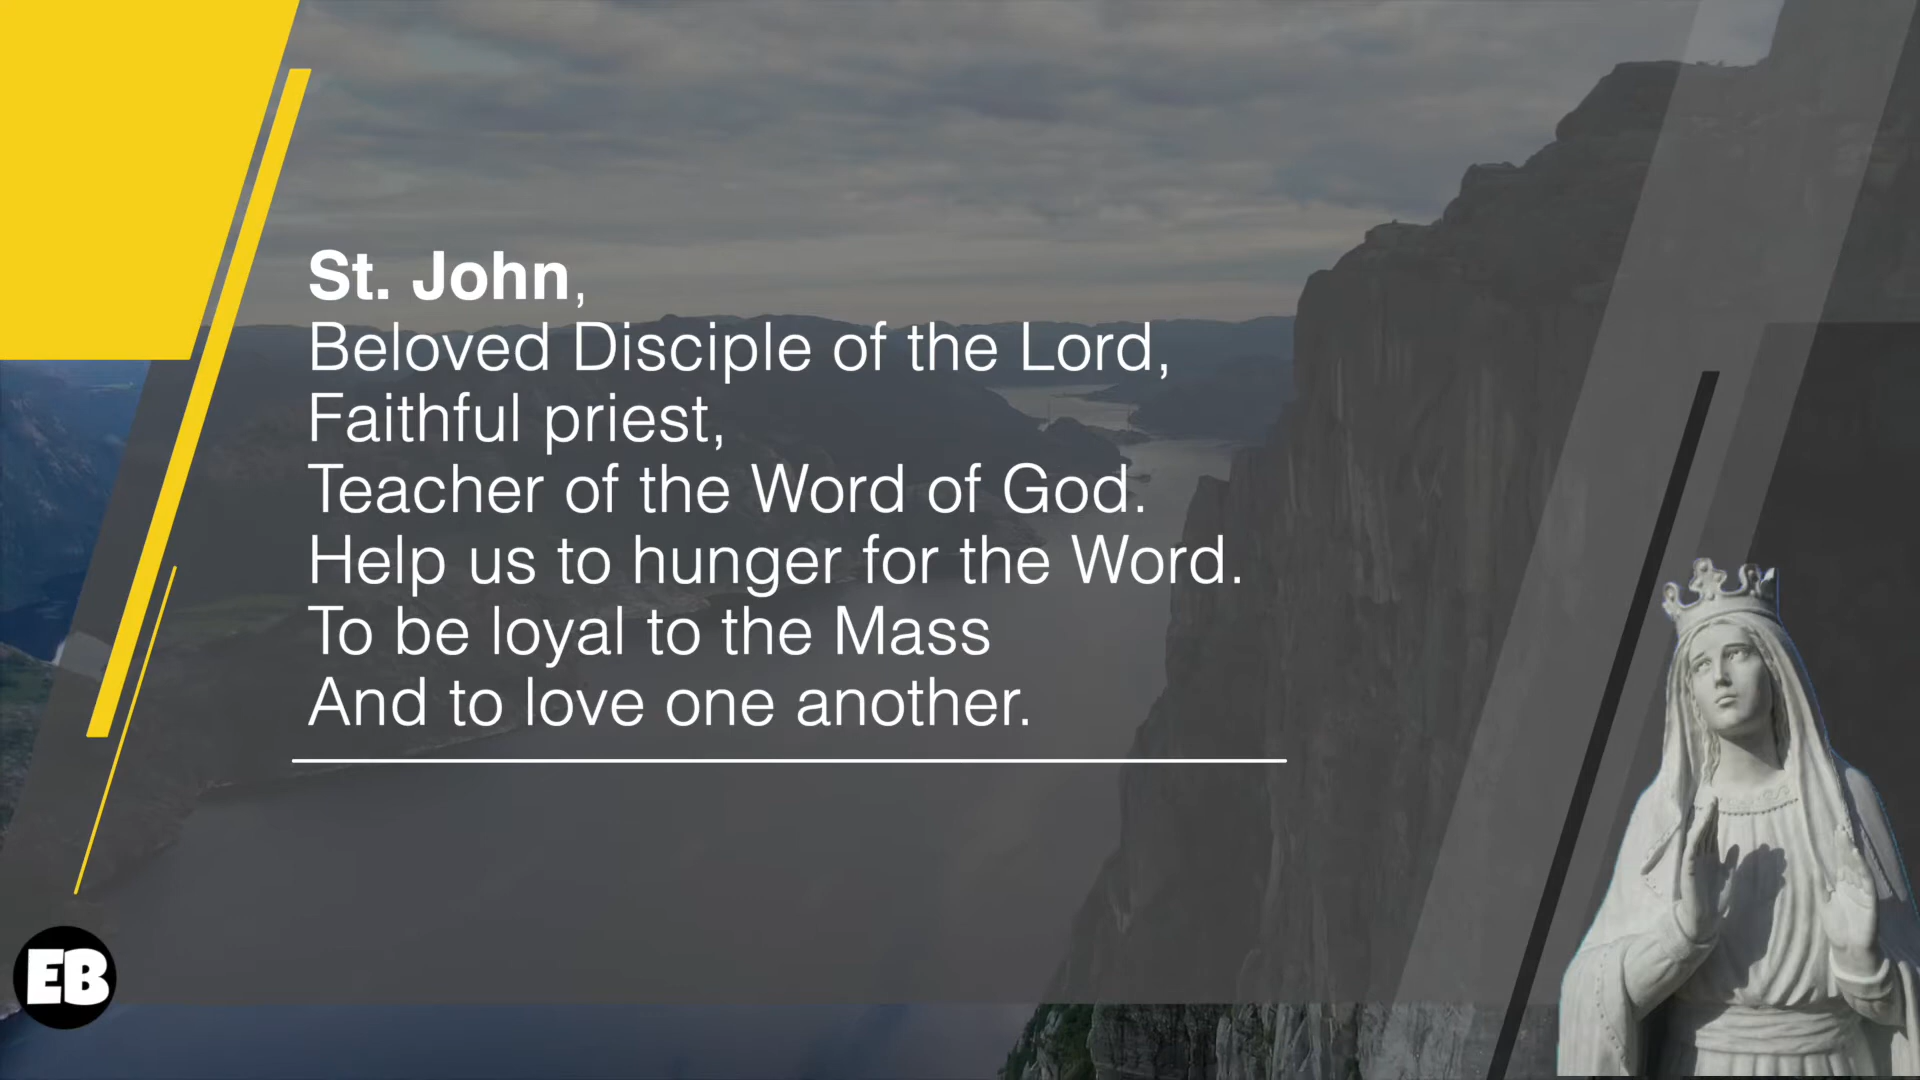 St. John,
Beloved Disciple of the Lord,
Faithful priest,
Teacher of the Word of God.
Help us to hunger for the Word.
To be loyal to the Mass
And to love one another.
EB